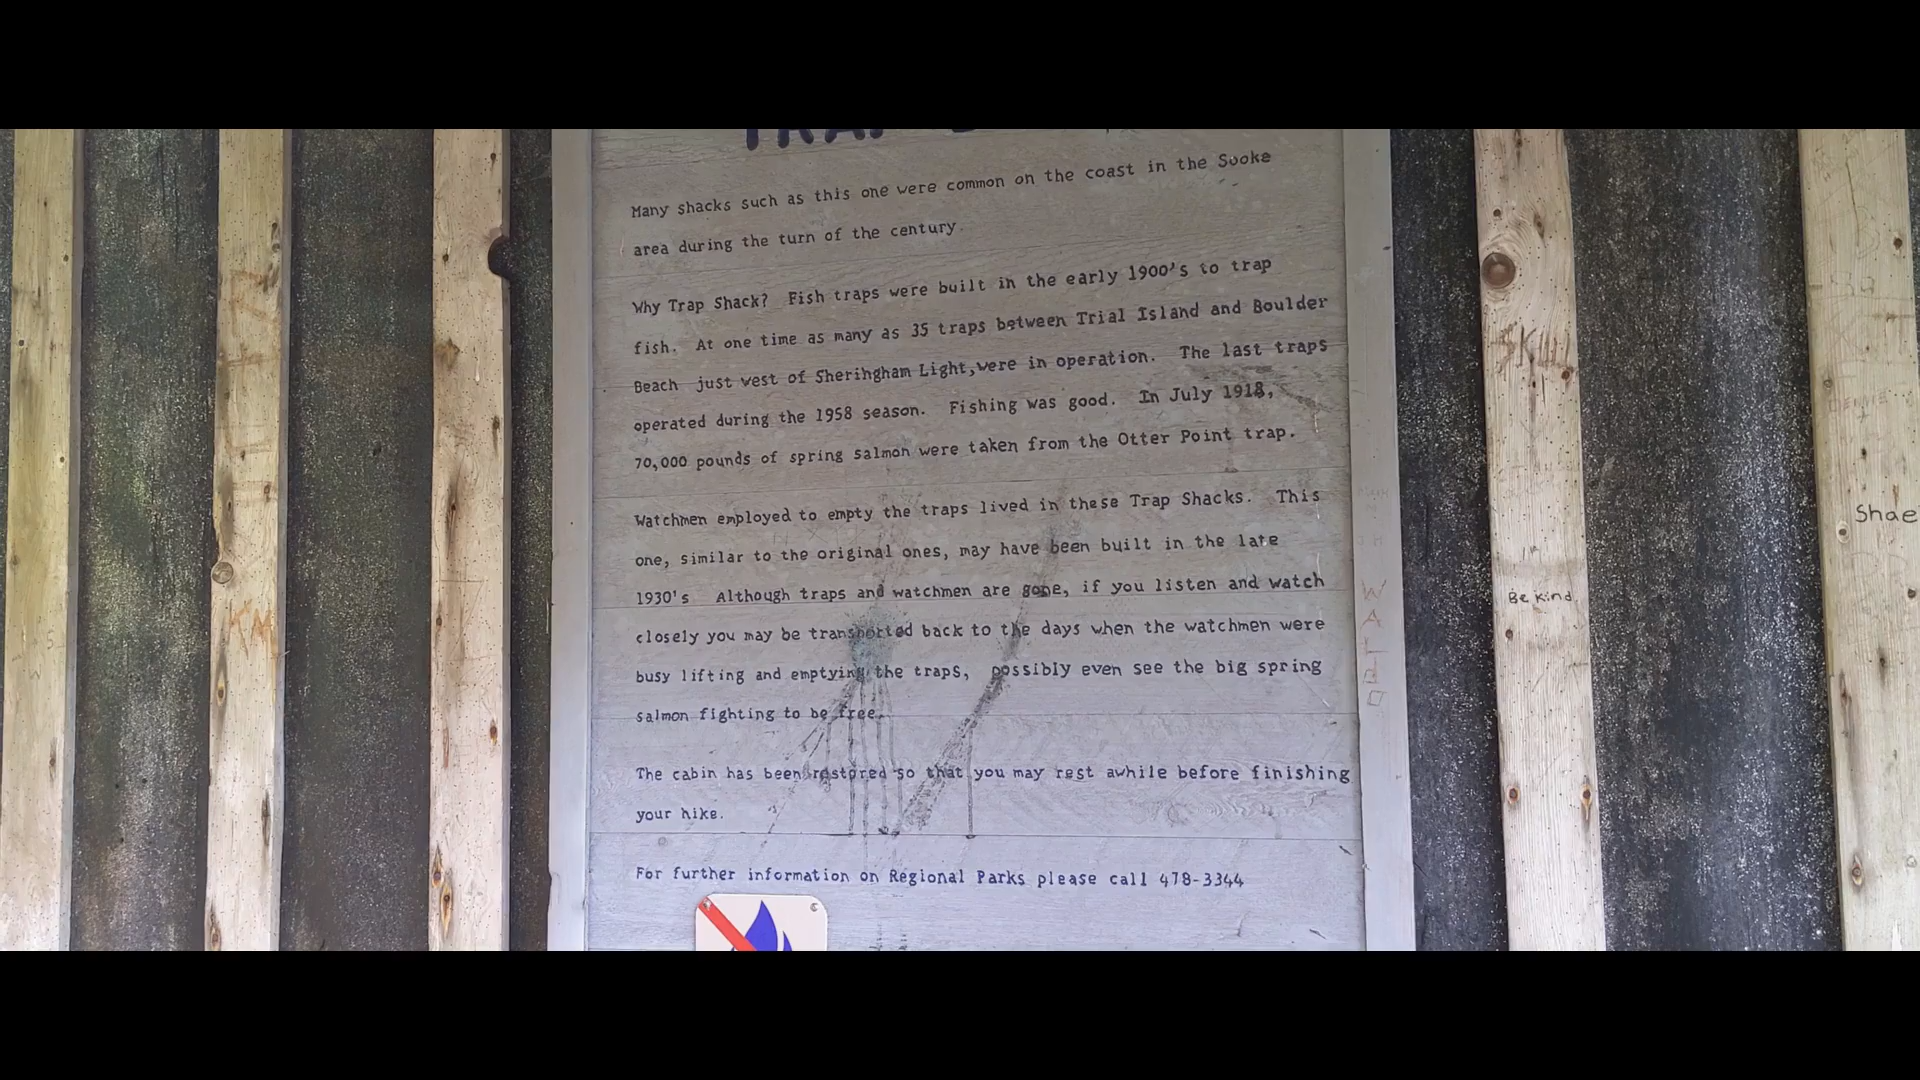 TRAP
Many shacks such as this one were common on the coast in the Sooke
area during the turn of the century.
Why Trap Shack? Fish traps were built in the early 1900's to trap
fish. At one time as many as 35 traps between Trial Island and Boulder
Beach just west of Sheringham Light, were in operation. The last traps
operated during the 1958 season. Fishing was good. In July 1918,
70,000 pounds of spring salmon were taken from the Otter Point trap.
Watchmen employed to empty the traps lived in these Trap Shacks. This
one, similar to the original ones, may have been built in the late
1930's Although traps and watchmen are gone, if you listen and watch
closely you may be transported back to the days when the watchmen were
busy lifting and emptying the traps, possibly even see the big spring
salmon fighting to be free.
The cabin has been restored so that you may rest awhile before finishing
your hike.
For further information on Regional Parks please call 478-3344
Be kind
Shae